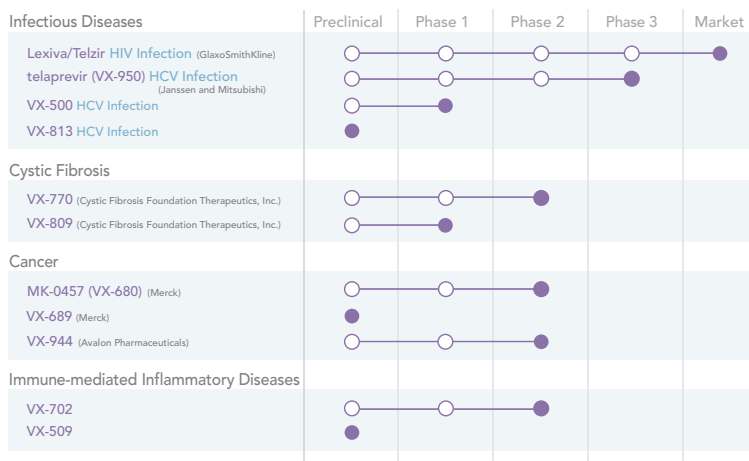 Infectious Diseases Preclinical Phase 1 Phase 2 Phase 3 Market
Lexiva/Telzir HIV Infection (GlaxoSmithKline)
telaprevir (VX-950) HCV Infection
(Janssen and Mitsubishi)
VX-500 HCV Infection
VX-813 HCV Infection
Cystic Fibrosis
VX-770 (Cystic Fibrosis Foundation Therapeutics, Inc.)
VX-809 (Cystic Fibrosis Foundation Therapeutics, Inc.)
Cancer
MK-0457 (VX-680) (Merck)
VX-689 (Merck)
VX-944 (Avalon Pharmaceuticals)
Immune-mediated Inflammatory Diseases
VX-702
VX-509